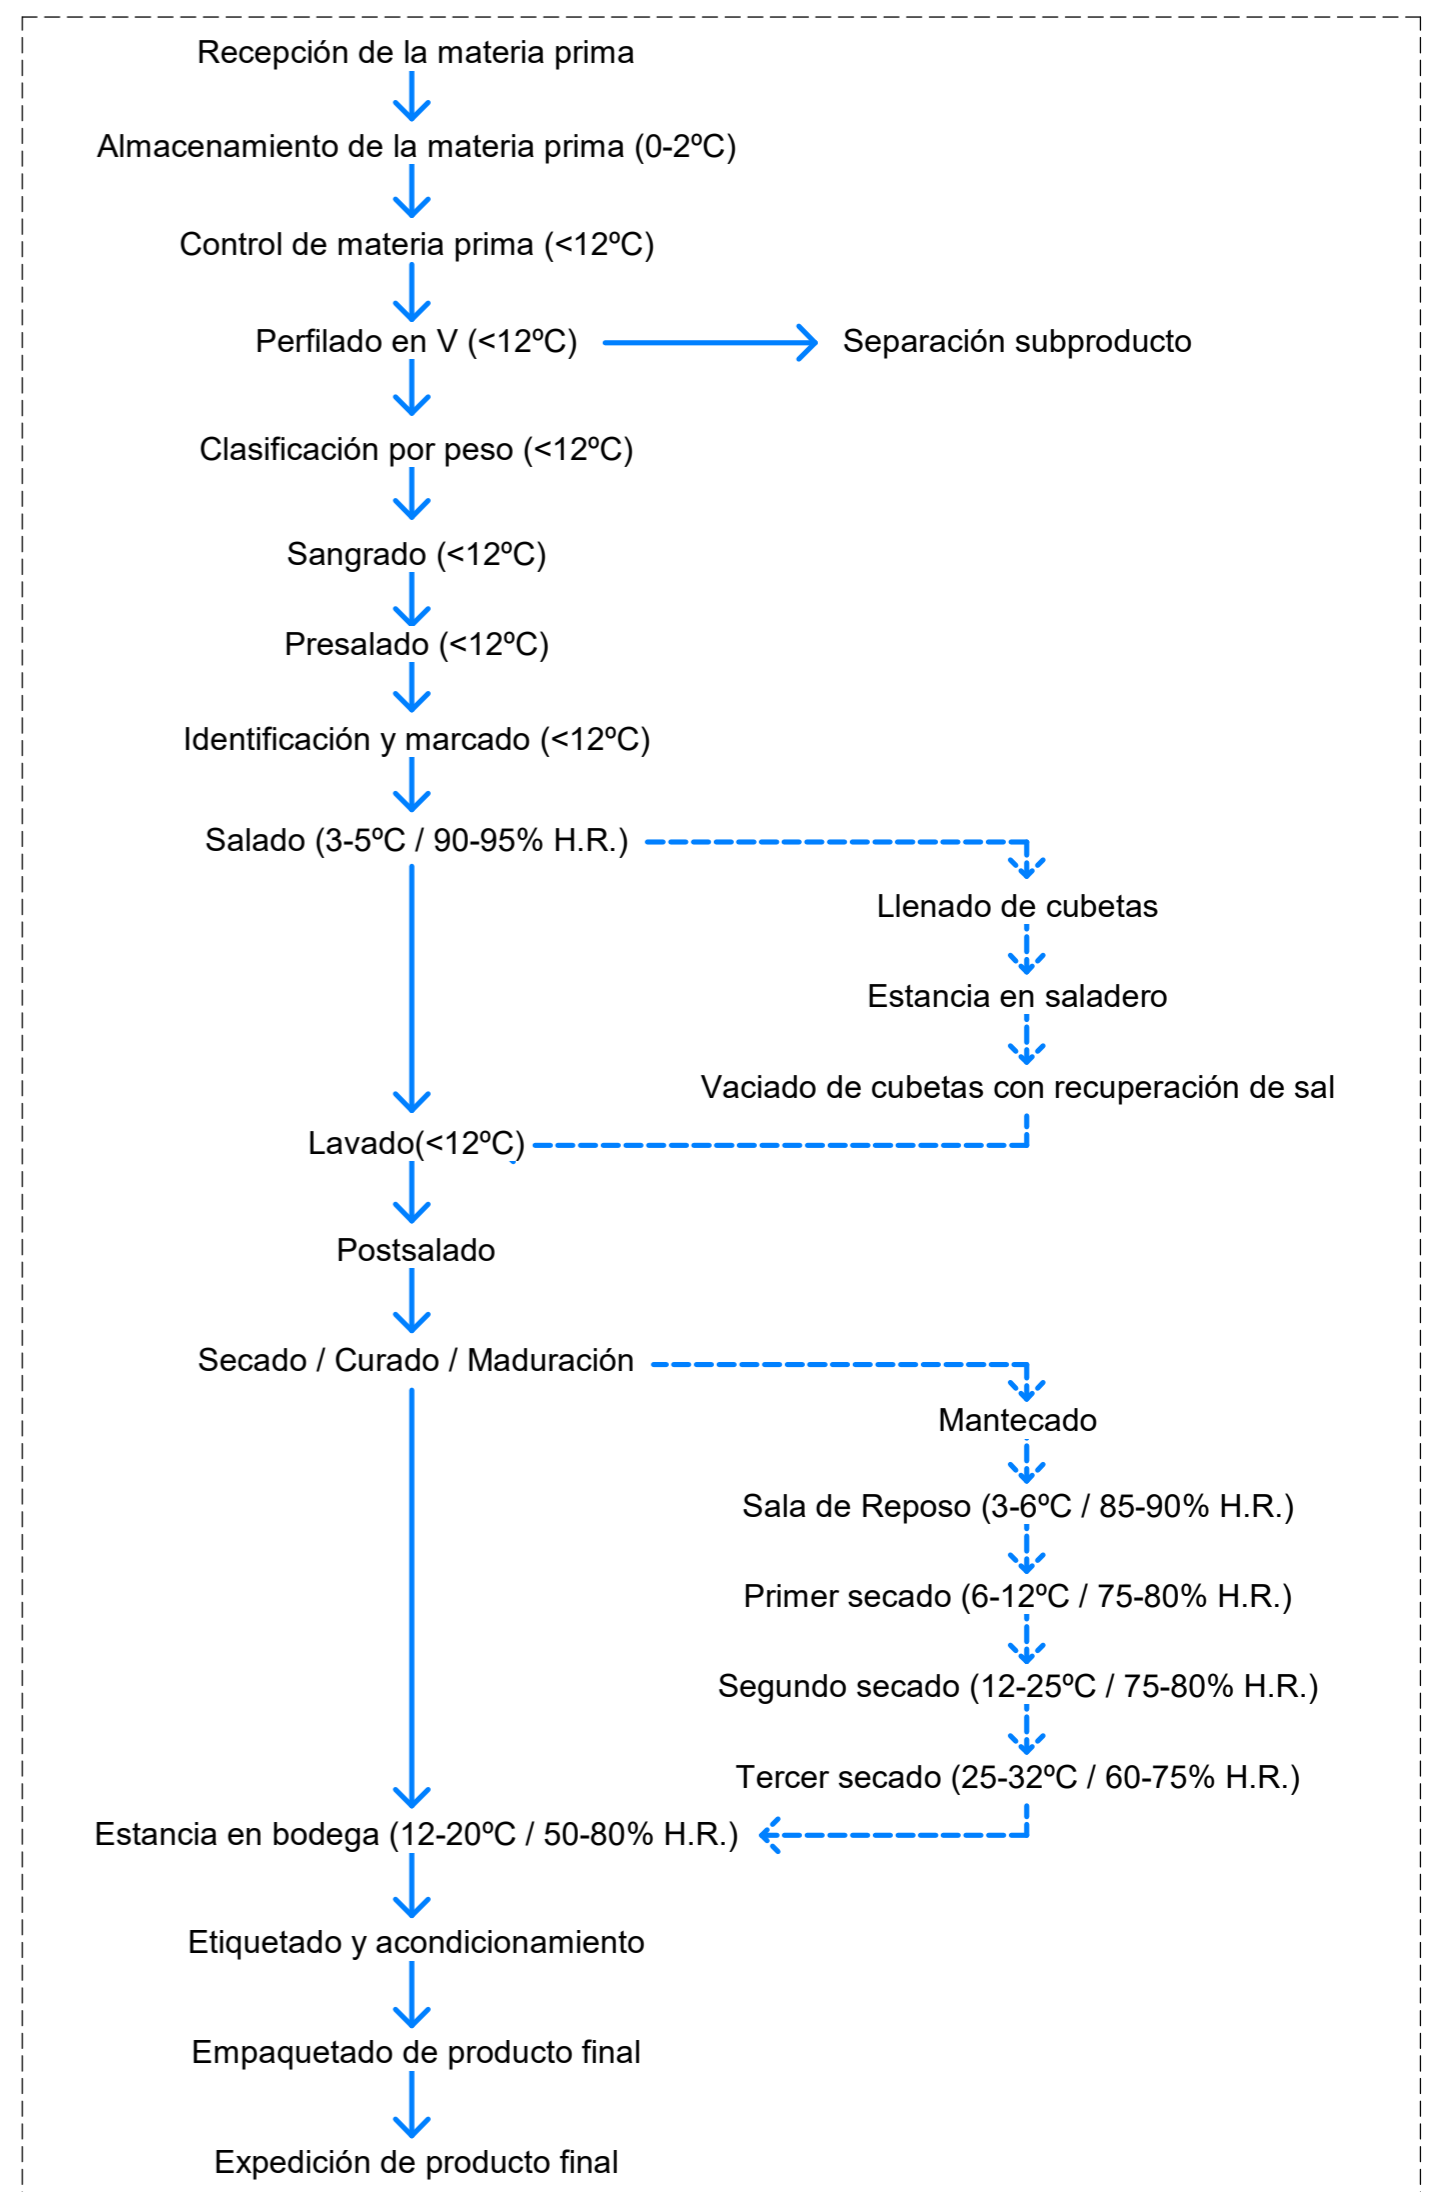 Recepción de la materia prima
Almacenamiento de la materia prima (0-2ºC)
Control de materia prima (<12ºC)
Perfilado en V (<12ºC)
Separación subproducto
Clasificación por peso (<12ºC)
Sangrado (<12ºC)
Presalado (<12ºC)
Identificación y marcado (<12ºC)
Salado (3-5ºC / 90-95% H.R.)
Llenado de cubetas
Estancia en saladero
Vaciado de cubetas con recuperación de sal
Lavado(<12ºC)
Postsalado
Secado / Curado / Maduración
Mantecado
Sala de Reposo (3-6ºC / 85-90% H.R.)
Primer secado (6-12ºC / 75-80% H.R.)
Segundo secado (12-25ºC / 75-80% H.R.)
Tercer secado (25-32ºC / 60-75% H.R.)
Estancia en bodega (12-20ºC / 50-80% H.R.)
Etiquetado y acondicionamiento
Empaquetado de producto final
Expedición de producto final